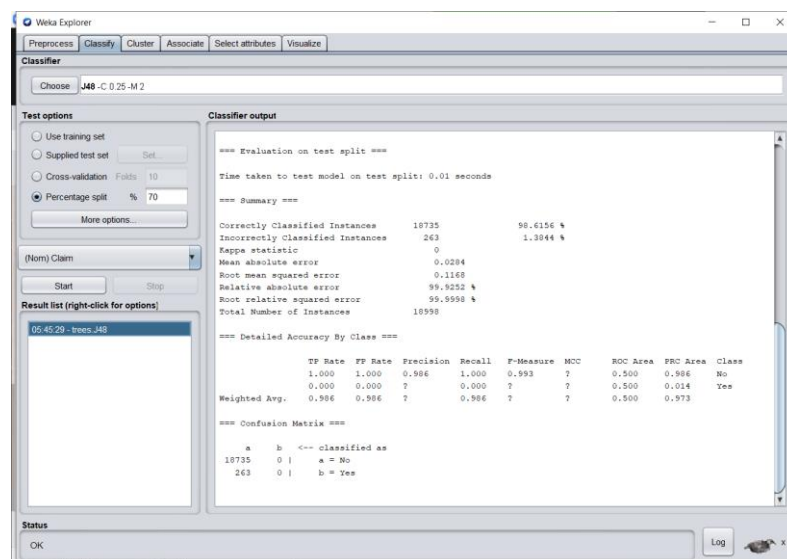 Weka Explorer
Preprocess Classify Cluster Associate Select attributes Visualize
Classifier
Choose J48 -C 0.25 -M 2
Test options
Use training set
Supplied test set Set...
Cross-validation Folds 10
Percentage split % 70
More options...
(Nom) Claim
Start Stop
Result list (right-click for options)
05:45:29 - trees.J48
Classifier output
=== Evaluation on test split ===
Time taken to test model on test split: 0.01 seconds
=== Summary ===
Correctly Classified Instances 18735 98.6156 %
Incorrectly Classified Instances 263 1.3844 %
Kappa statistic 0
Mean absolute error 0.0284
Root mean squared error 0.1168
Relative absolute error 99.9252 %
Root relative squared error 99.9998 %
Total Number of Instances 18998
=== Detailed Accuracy By Class ===
TP Rate FP Rate Precision Recall F-Measure MCC ROC Area PRC Area Class
1.000 1.000 0.986 1.000 0.993 ? 0.500 0.986 No
0.000 0.000 ? 0.000 ? ? 0.500 0.014 Yes
Weighted Avg. 0.986 0.986 ? 0.986 ? ? 0.500 0.973
=== Confusion Matrix ===
a b <-- classified as
18735 0 | a = No
263 0 | b = Yes
Status
OK
Log
x